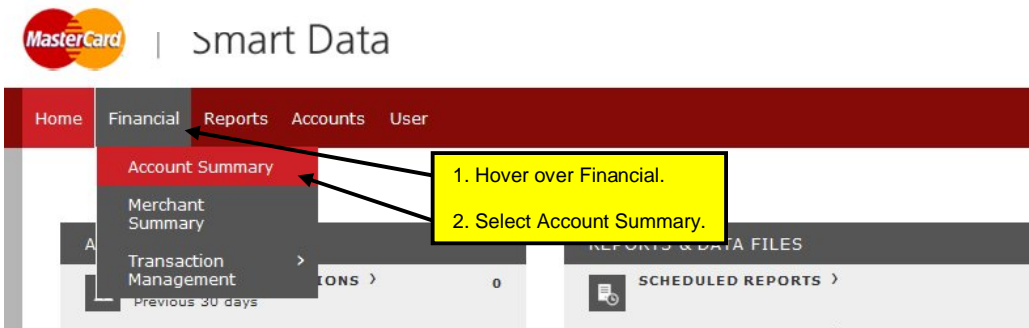 MasterCard | Smart Data
Home Financial Reports Accounts User
Account Summary
1. Hover over Financial.
Merchant
Summary
2. Select Account Summary.
A
REPORTS & DATA FILES
Transaction >
Management
IONS > 0
SCHEDULED REPORTS >
Previous 30 days